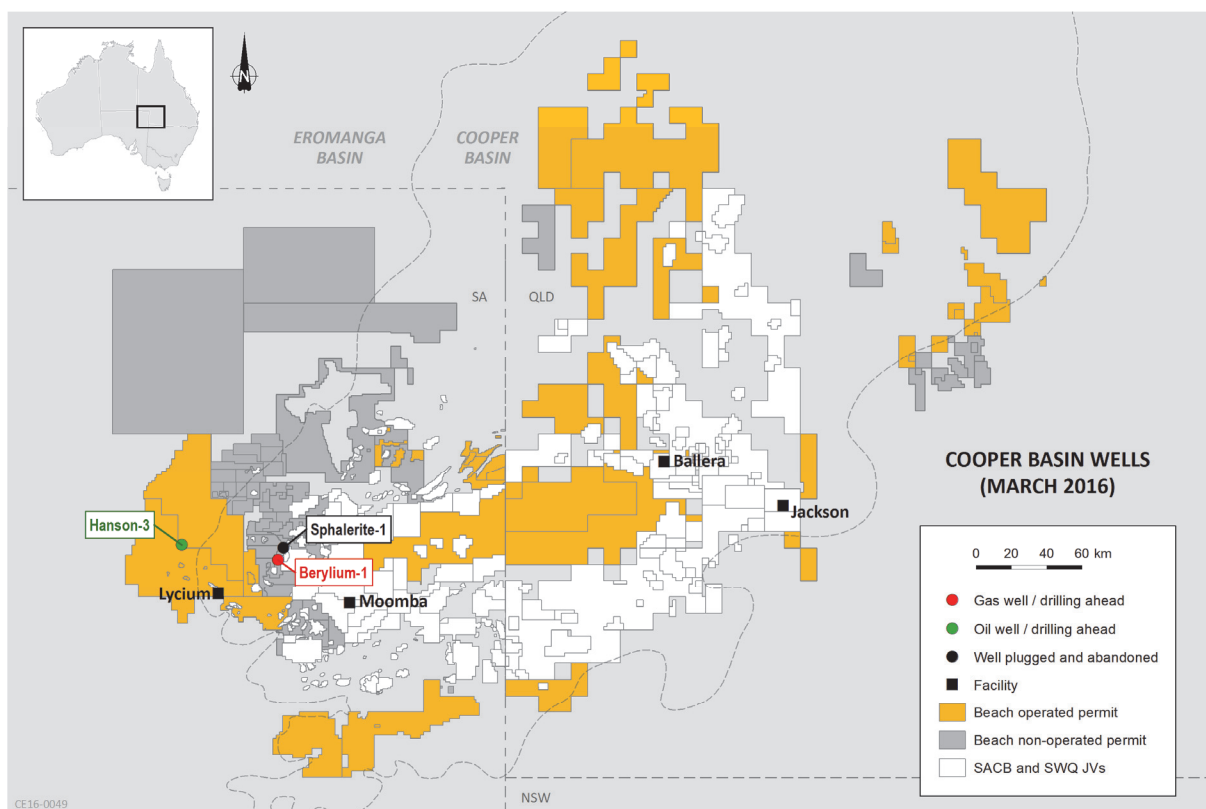 N
EROMANGA
BASIN
COOPER
BASIN
SA
QLD
Ballera
Jackson
Hanson-3
Sphalerite-1
Berylium-1
Lycium
Moomba
NSW
COOPER BASIN WELLS
(MARCH 2016)
0 20 40 60 km
Gas well / drilling ahead
Oil well / drilling ahead
Well plugged and abandoned
Facility
Beach operated permit
Beach non-operated permit
SACB and SWQ JVs
CE16-0049